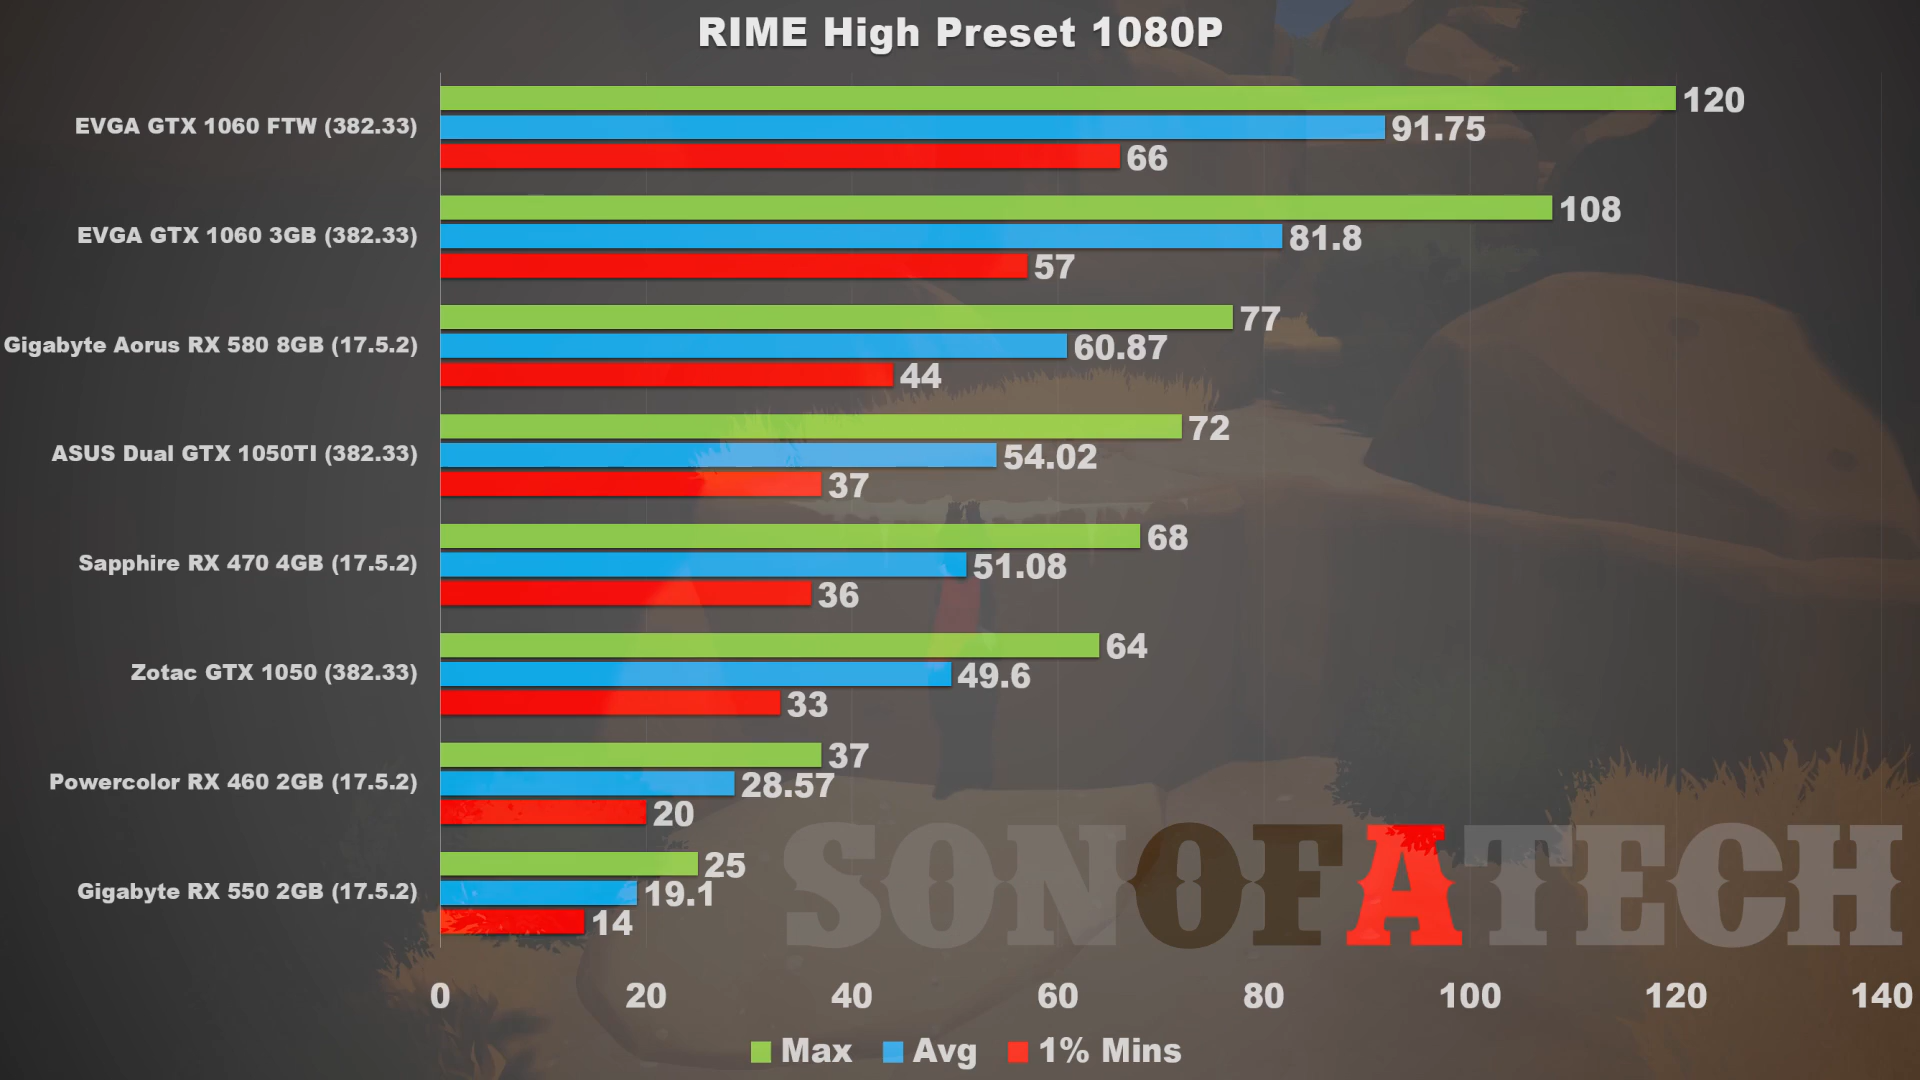 RIME High Preset 1080P
EVGA GTX 1060 FTW (382.33)
120
91.75
66
EVGA GTX 1060 3GB (382.33)
108
81.8
57
Gigabyte Aorus RX 580 8GB (17.5.2)
77
60.87
44
ASUS Dual GTX 1050TI (382.33)
72
54.02
37
Sapphire RX 470 4GB (17.5.2)
68
51.08
36
Zotac GTX 1050 (382.33)
64
49.6
33
Powercolor RX 460 2GB (17.5.2)
37
28.57
20
Gigabyte RX 550 2GB (17.5.2)
25
19.1
14
SONOFATECH
0 20 40 60 80 100 120 140
Max Avg 1% Mins